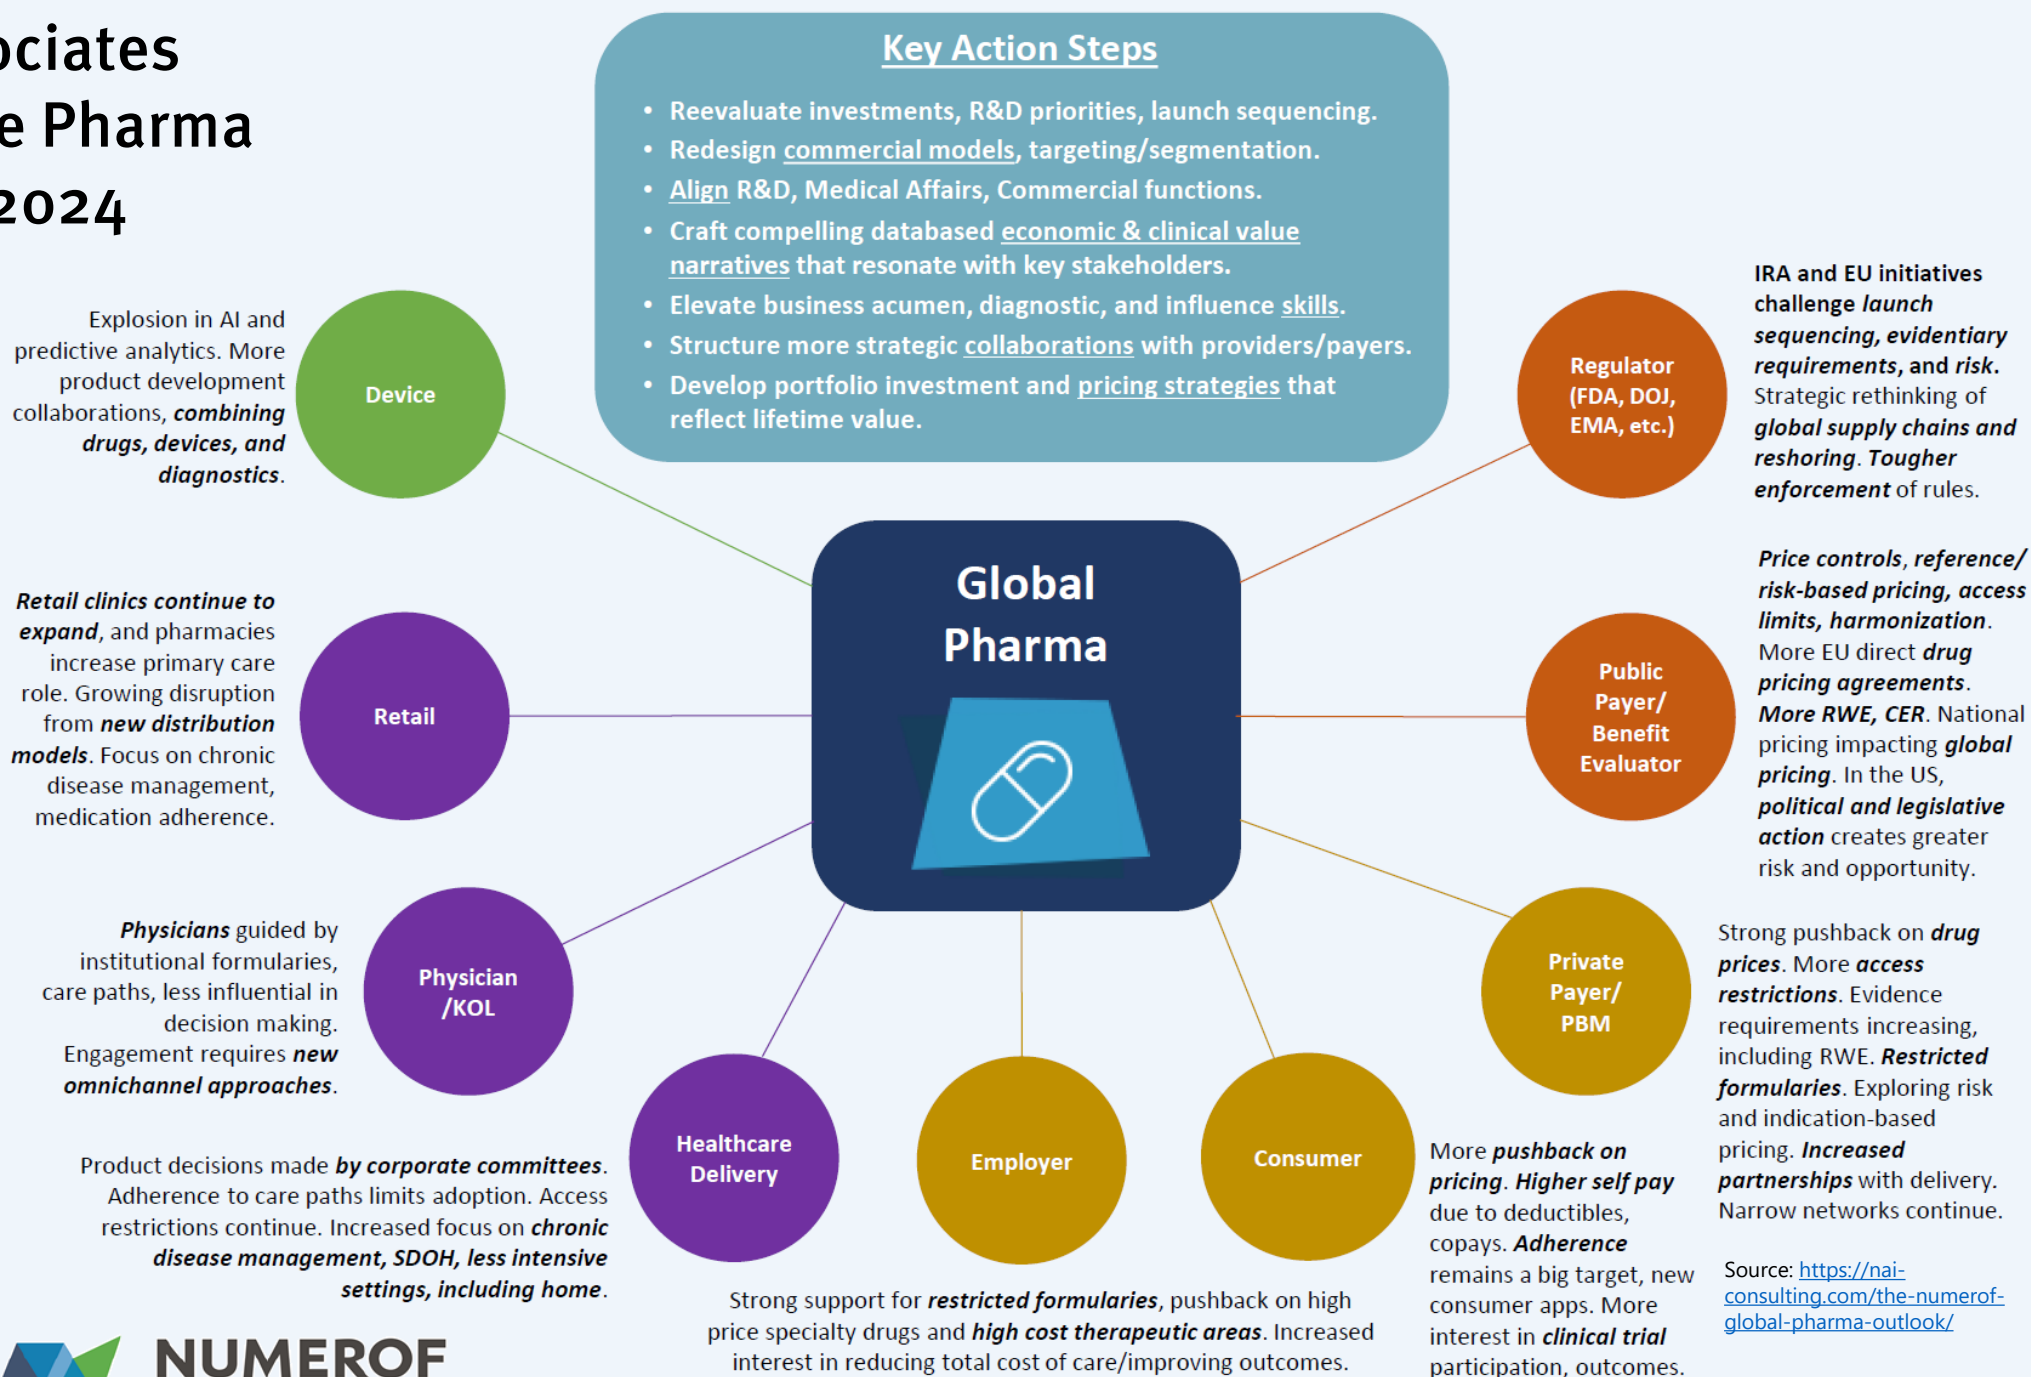 ociates
e Pharma
2024
Key Action Steps
• Reevaluate investments, R&D priorities, launch sequencing.
• Redesign commercial models, targeting/segmentation.
• Align R&D, Medical Affairs, Commercial functions.
• Craft compelling databased economic & clinical value
narratives that resonate with key stakeholders.
• Elevate business acumen, diagnostic, and influence skills.
• Structure more strategic collaborations with providers/payers.
• Develop portfolio investment and pricing strategies that
reflect lifetime value.
Explosion in AI and
predictive analytics. More
product development
collaborations, combining
drugs, devices, and
diagnostics.
Device
Regulator
(FDA, DOJ,
EMA, etc.)
IRA and EU initiatives
challenge launch
sequencing, evidentiary
requirements, and risk.
Strategic rethinking of
global supply chains and
reshoring. Tougher
enforcement of rules.
Global
Pharma
Retail clinics continue to
expand, and pharmacies
increase primary care
role. Growing disruption
from new distribution
models. Focus on chronic
disease management,
medication adherence.
Retail
Public
Payer/
Benefit
Evaluator
Price controls, reference/
risk-based pricing, access
limits, harmonization.
More EU direct drug
pricing agreements.
More RWE, CER. National
pricing impacting global
pricing. In the US,
political and legislative
action creates greater
risk and opportunity.
Physicians guided by
institutional formularies,
care paths, less influential in
decision making.
Engagement requires new
omnichannel approaches.
Physician
/KOL
Private
Payer/
PBM
Strong pushback on drug
prices. More access
restrictions. Evidence
requirements increasing,
including RWE. Restricted
formularies. Exploring risk
and indication-based
pricing. Increased
partnerships with delivery.
Narrow networks continue.
Product decisions made by corporate committees.
Adherence to care paths limits adoption. Access
restrictions continue. Increased focus on chronic
disease management, SDOH, less intensive
settings, including home.
Healthcare
Delivery
Employer
Strong support for restricted formularies, pushback on high
price specialty drugs and high cost therapeutic areas. Increased
interest in reducing total cost of care/improving outcomes.
Consumer
More pushback on
pricing. Higher self pay
due to deductibles,
copays. Adherence
remains a big target, new
consumer apps. More
interest in clinical trial
participation, outcomes.
Source: https://nai-
consulting.com/the-numerof-
global-pharma-outlook/
NUMEROF